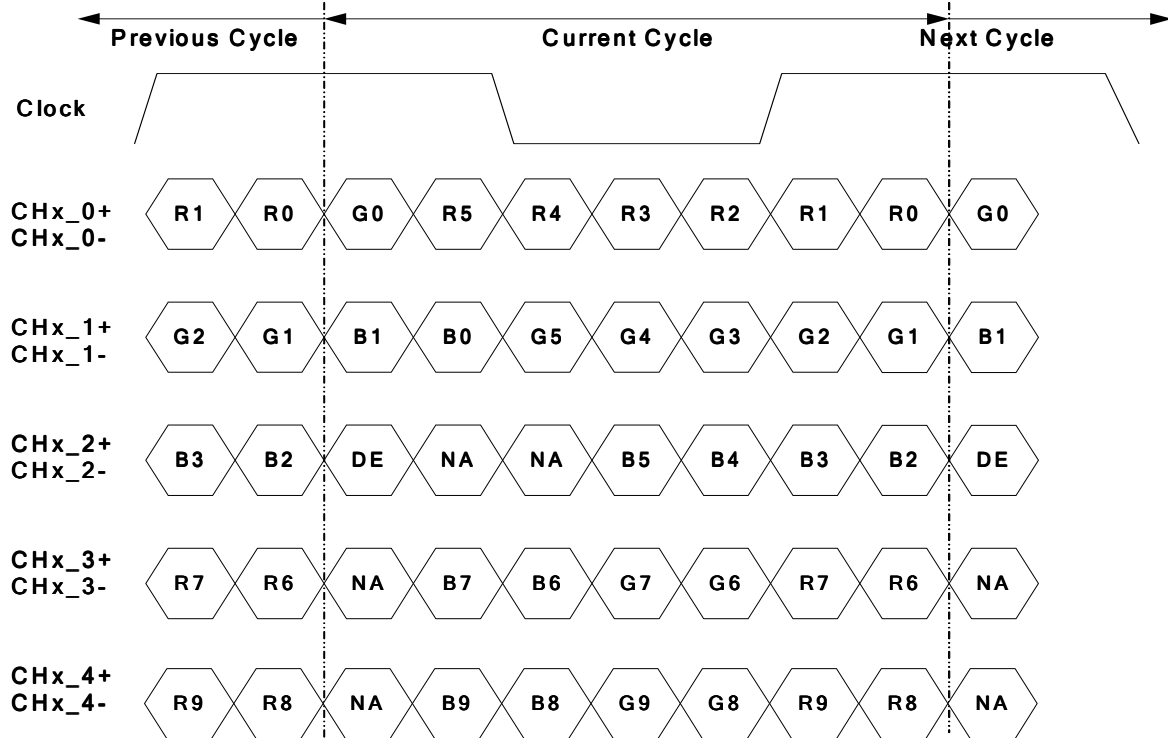 Previous Cycle Current Cycle Next Cycle
Clock
CHx_0+
CHx_0-
R1 R0 G0 R5 R4 R3 R2 R1 R0 G0
CHx_1+
CHx_1-
G2 G1 B1 B0 G5 G4 G3 G2 G1 B1
CHx_2+
CHx_2-
B3 B2 DE NA NA B5 B4 B3 B2 DE
CHx_3+
CHx_3-
R7 R6 NA B7 B6 G7 G6 R7 R6 NA
CHx_4+
CHx_4-
R9 R8 NA B9 B8 G9 G8 R9 R8 NA